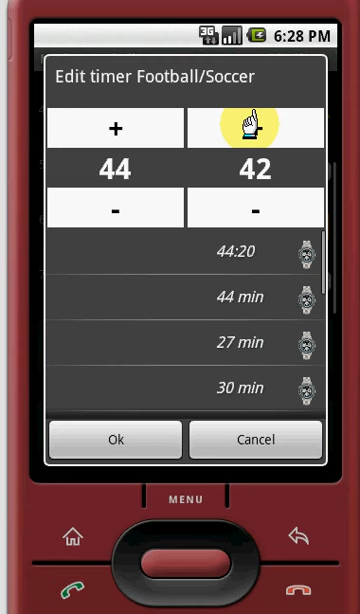 3G
6:28 PM
Edit timer Football/Soccer
+
44 42
- -
44:20
44 min
27 min
30 min
Ok Cancel
MENU